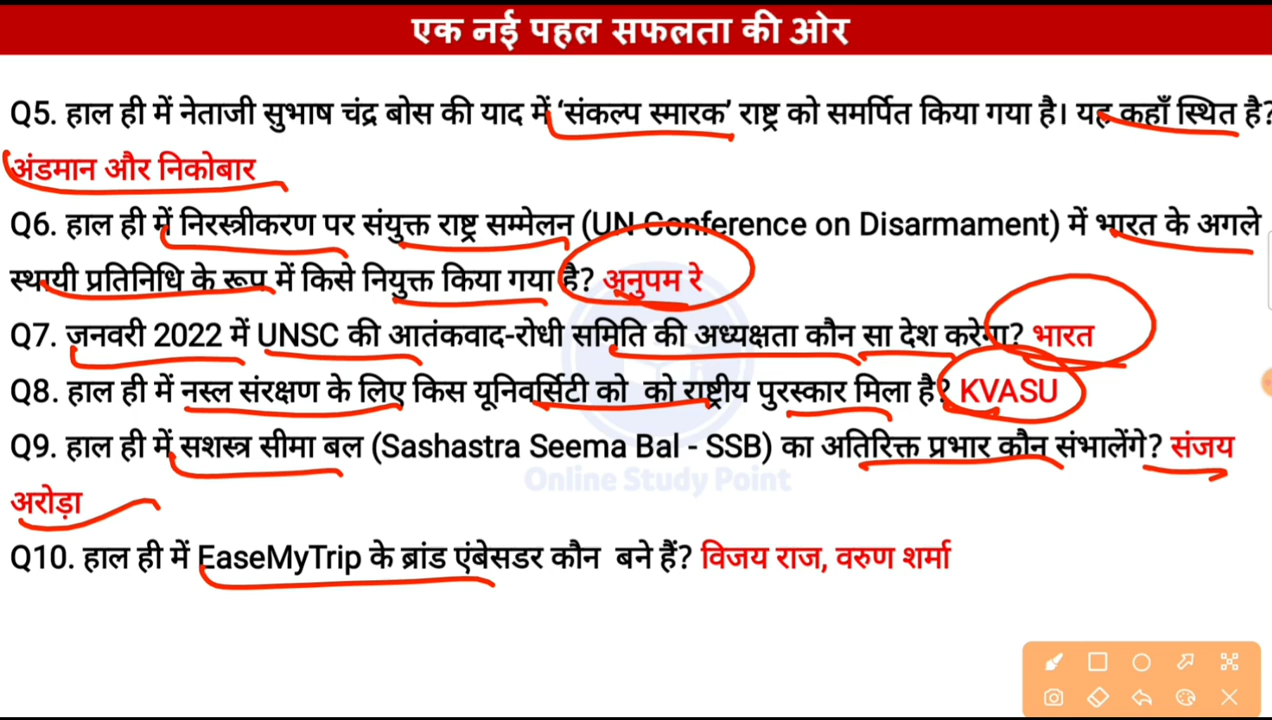 एक नई पहल सफलता की ओर
Q5. हाल ही में नेताजी सुभाष चंद्र बोस की याद में 'संकल्प स्मारक' राष्ट्र को समर्पित किया गया है। यह कहाँ स्थित है?
अंडमान और निकोबार
Q6. हाल ही में निरस्त्रीकरण पर संयुक्त राष्ट्र सम्मेलन (UN Conference on Disarmament) में भारत के अगले
स्थायी प्रतिनिधि के रूप में किसे नियुक्त किया गया है? अनुपम रे
Q7. जनवरी 2022 में UNSC की आतंकवाद-रोधी समिति की अध्यक्षता कौन सा देश करेगा? भारत
Q8. हाल ही में नस्ल संरक्षण के लिए किस यूनिवर्सिटी को को राष्ट्रीय पुरस्कार मिला है? KVASU
Q9. हाल ही में सशस्त्र सीमा बल (Sashastra Seema Bal - SSB) का अतिरिक्त प्रभार कौन संभालेंगे? संजय
Online Study Point
अरोड़ा
Q10. हाल ही में EaseMyTrip के ब्रांड एंबेसडर कौन बने हैं? विजय राज, वरुण शर्मा